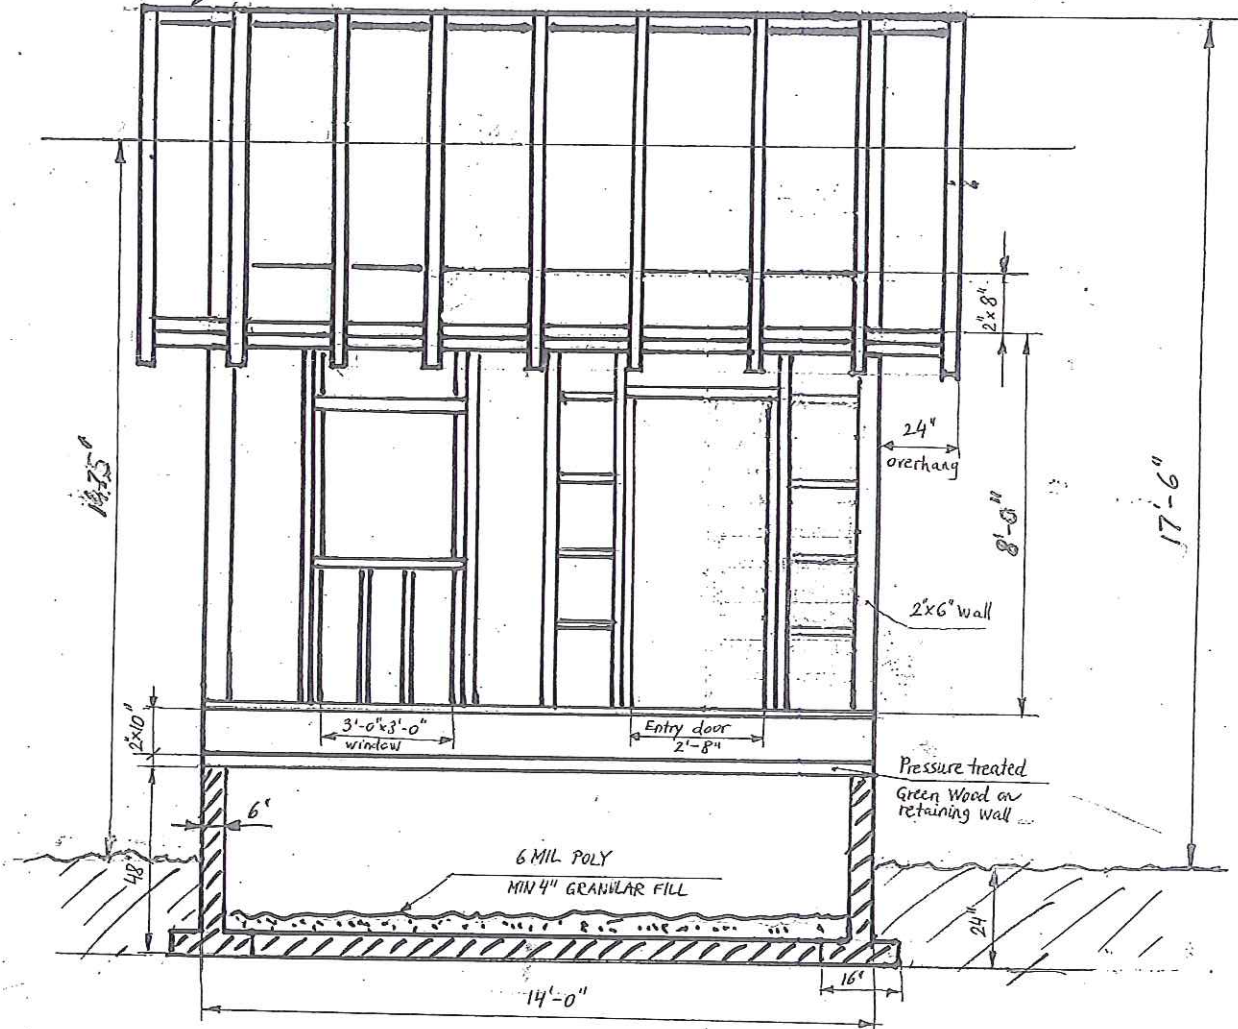 2"x8"
24"
overhang
17'-6"
8'-0"
2"x6" Wall
2"x10"
3'-0"x3'-0"
window
Entry door
2'-8"
Pressure treated
Green Wood on
retaining wall
6"
48"
6 MIL POLY
MIN 4" GRANULAR FILL
24"
16"
14'-0"